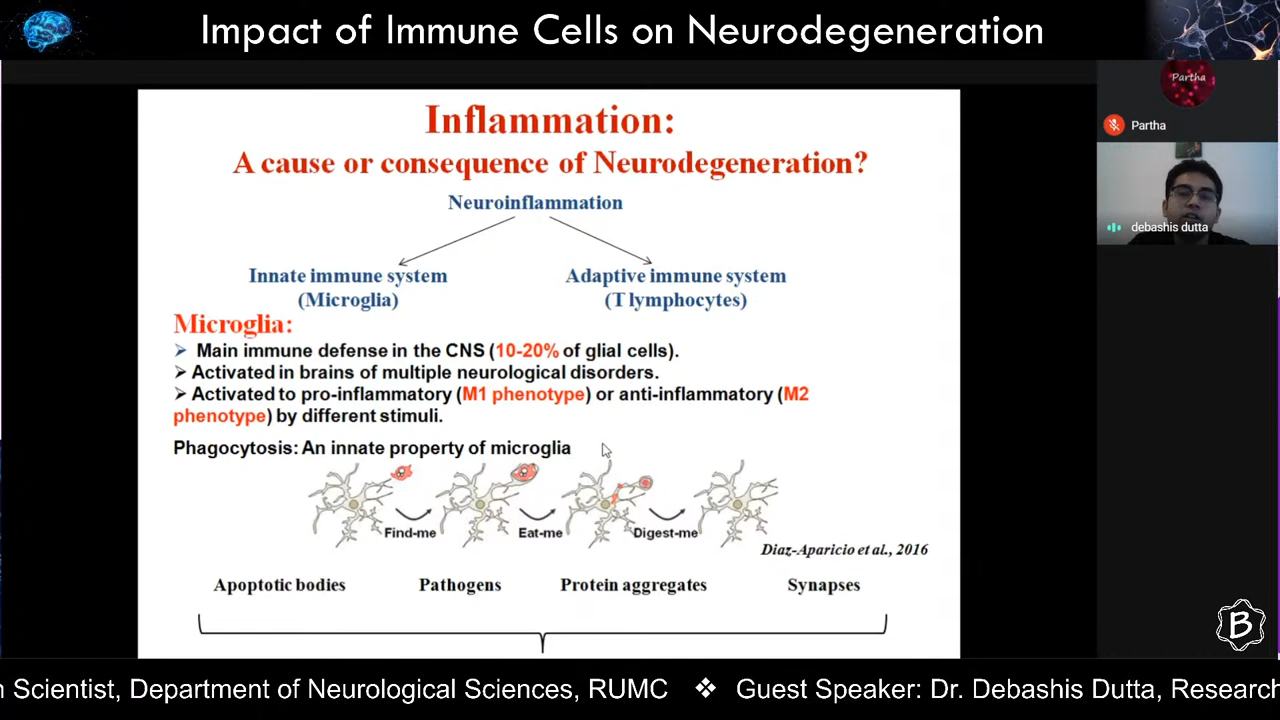 Impact of Immune Cells on Neurodegeneration
Partha
Partha
debashis dutta
Inflammation:
A cause or consequence of Neurodegeneration?
Neuroinflammation
Innate immune system
(Microglia)
Adaptive immune system
(T lymphocytes)
Microglia:
➢ Main immune defense in the CNS (10-20% of glial cells).
➢ Activated in brains of multiple neurological disorders.
➢ Activated to pro-inflammatory (M1 phenotype) or anti-inflammatory (M2
phenotype) by different stimuli.
Phagocytosis: An innate property of microglia
Find-me
Eat-me
Digest-me
Diaz-Aparicio et al., 2016
Apoptotic bodies
Pathogens
Protein aggregates
Synapses
B
n Scientist, Department of Neurological Sciences, RUMC ❖ Guest Speaker: Dr. Debashis Dutta, Research